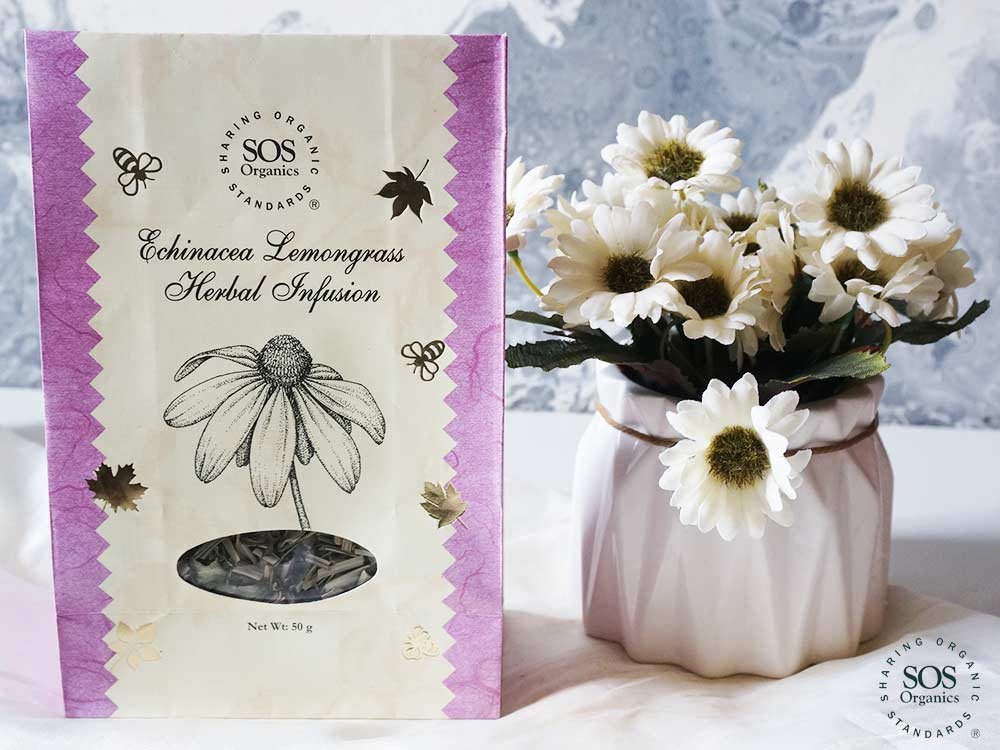 SHARING ORGANIC
SOS
Organics
STANDARDS ®
Echinacea Lemongrass
Herbal Infusion
Net Wt: 50 g
SHARING ORGANIC
SOS
Organics
STANDARDS ®